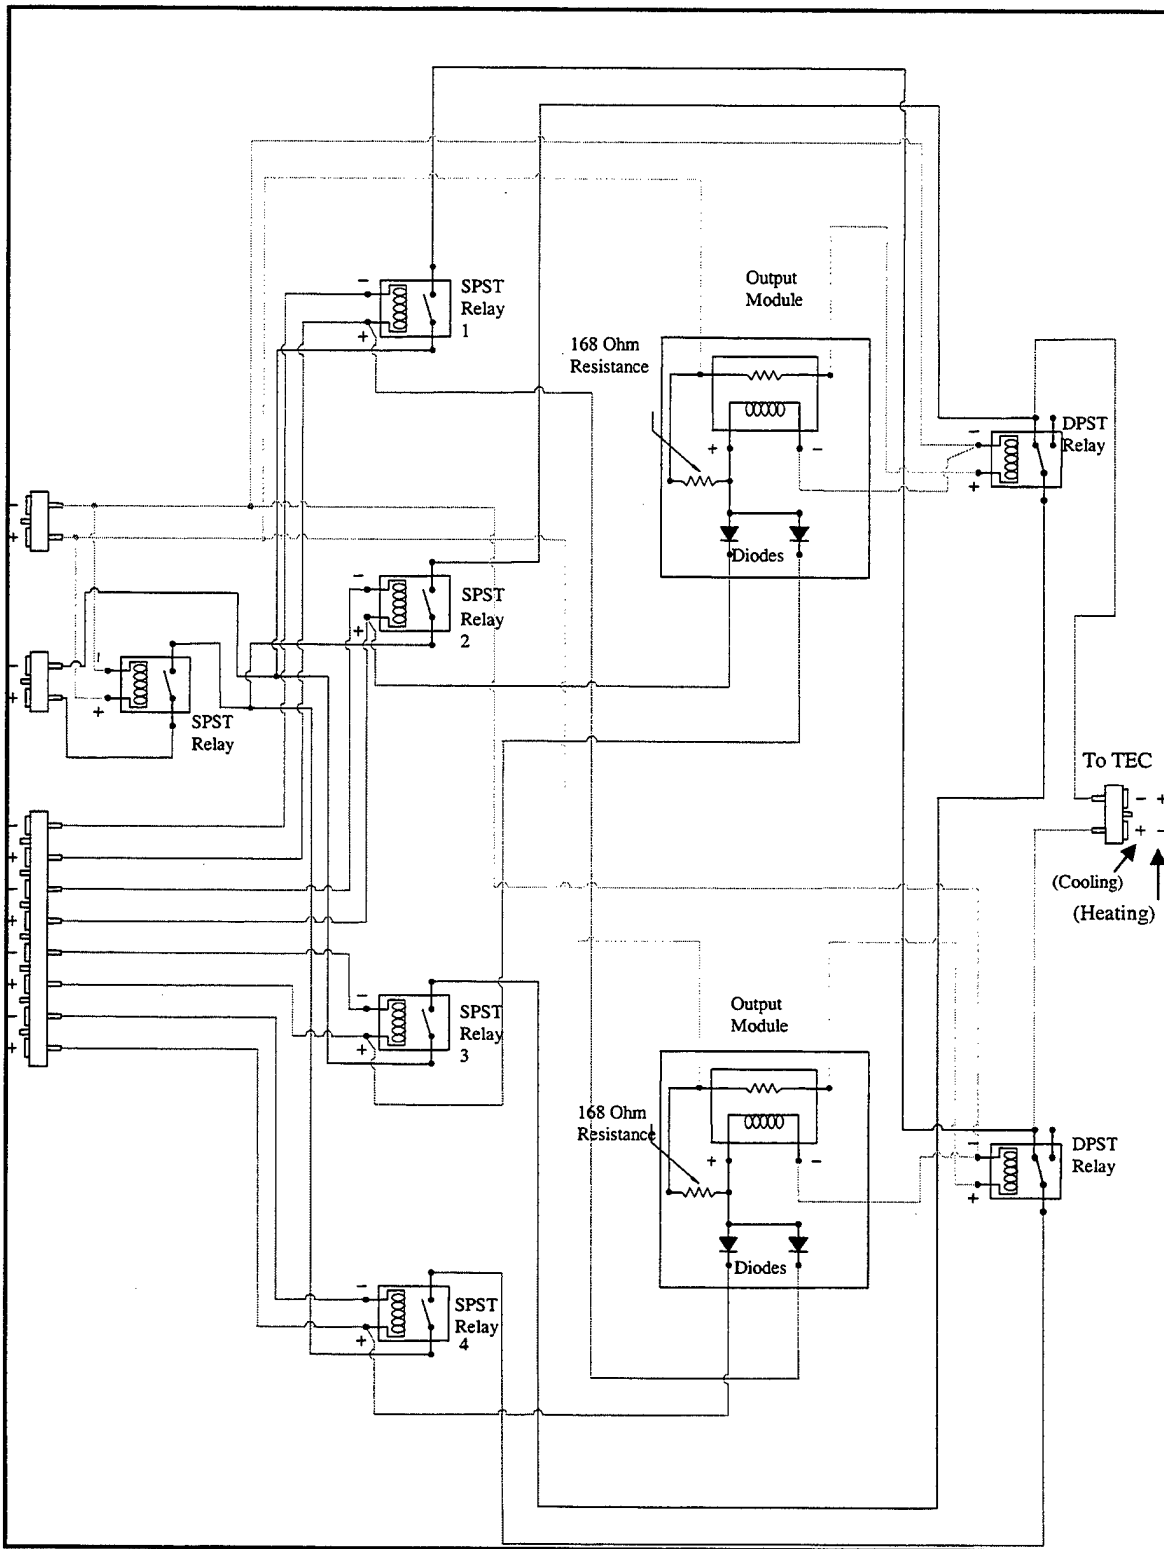 SPST
Relay
1
-
+
Output
Module
168 Ohm
Resistance
+
-
Diodes
DPST
Relay
-
+
-
+
SPST
Relay
2
-
+
-
+
SPST
Relay
+
To TEC
- +
+ -
(Cooling)
(Heating)
-
+
-
+
-
+
-
+
SPST
Relay
3
-
+
Output
Module
168 Ohm
Resistance
+
-
Diodes
DPST
Relay
-
+
SPST
Relay
4
-
+